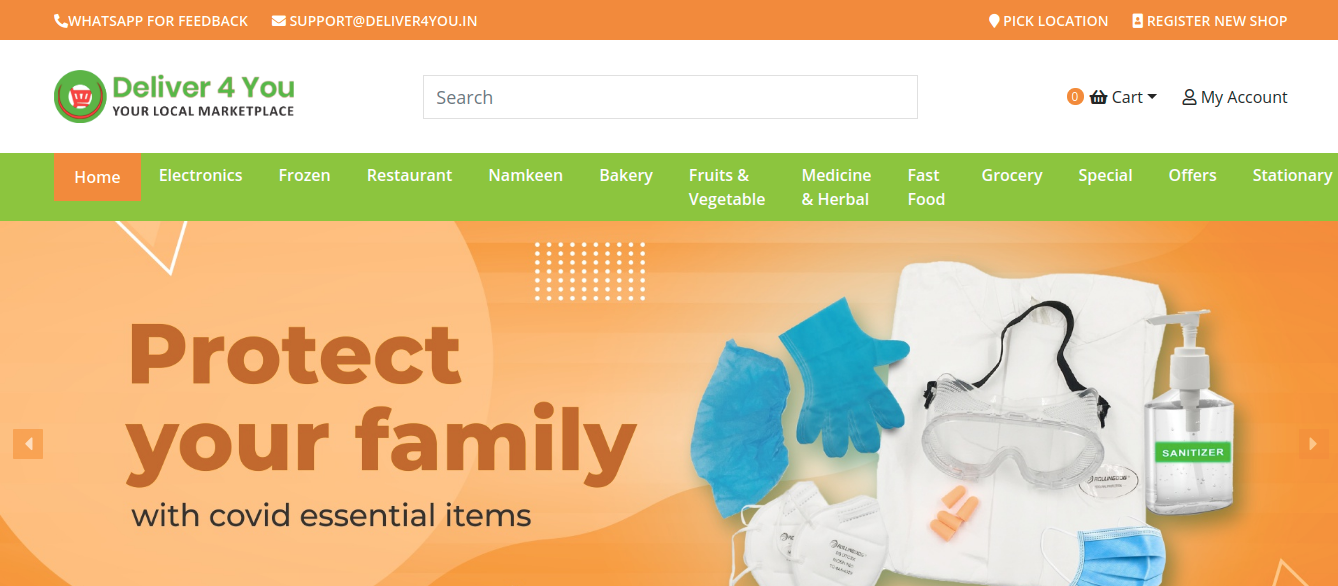 WHATSAPP FOR FEEDBACK
SUPPORT@DELIVER4YOU.IN
PICK LOCATION
REGISTER NEW SHOP
Deliver 4 You
YOUR LOCAL MARKETPLACE
Search
0
Cart
My Account
Home
Electronics
Frozen
Restaurant
Namkeen
Bakery
Fruits &
Vegetable
Medicine
& Herbal
Fast
Food
Grocery
Special
Offers
Stationary
Protect
your family
with covid essential items
SANITIZER